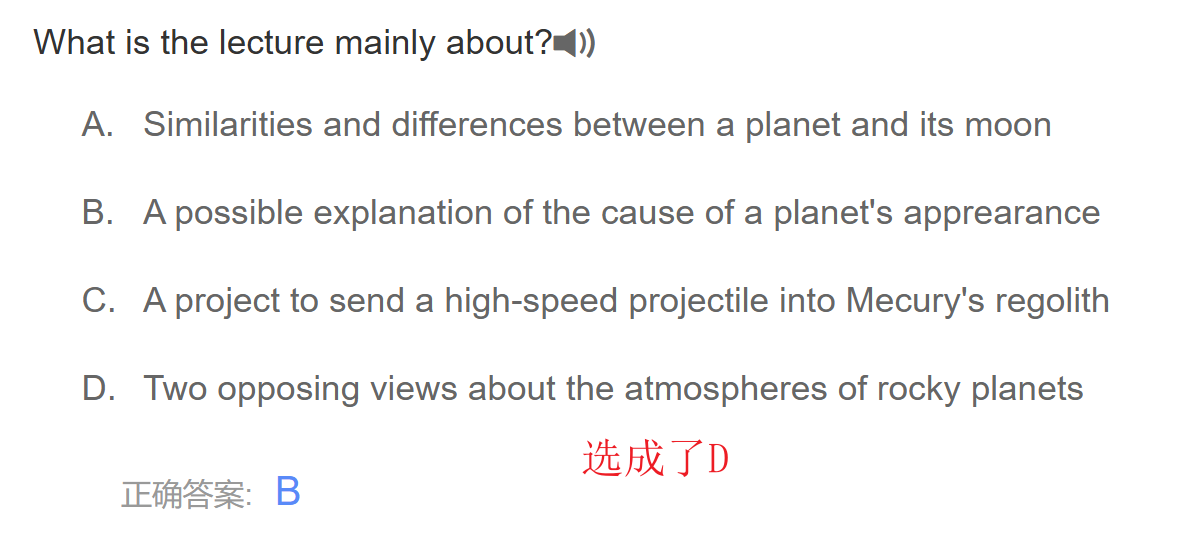 What is the lecture mainly about?
A. Similarities and differences between a planet and its moon
B. A possible explanation of the cause of a planet's apprearance
C. A project to send a high-speed projectile into Mecury's regolith
D. Two opposing views about the atmospheres of rocky planets
选成了D
正确答案: B